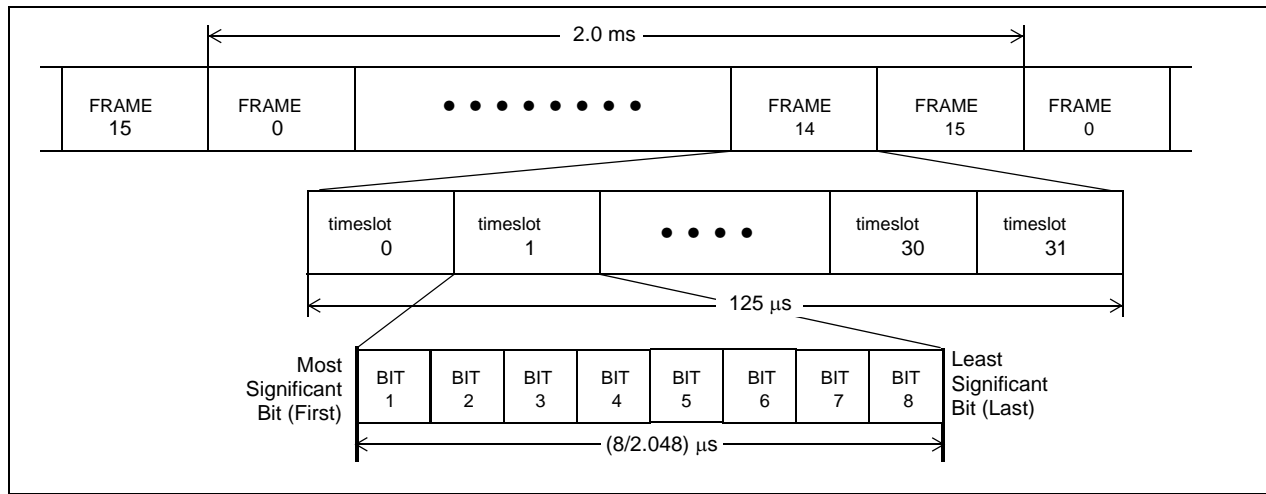 2.0 ms
FRAME 15
FRAME 0
FRAME 14
FRAME 15
FRAME 0
timeslot 0
timeslot 1
timeslot 30
timeslot 31
125 μs
Most
Significant
Bit (First)
BIT 1
BIT 2
BIT 3
BIT 4
BIT 5
BIT 6
BIT 7
BIT 8
Least
Significant
Bit (Last)
(8/2.048) μs